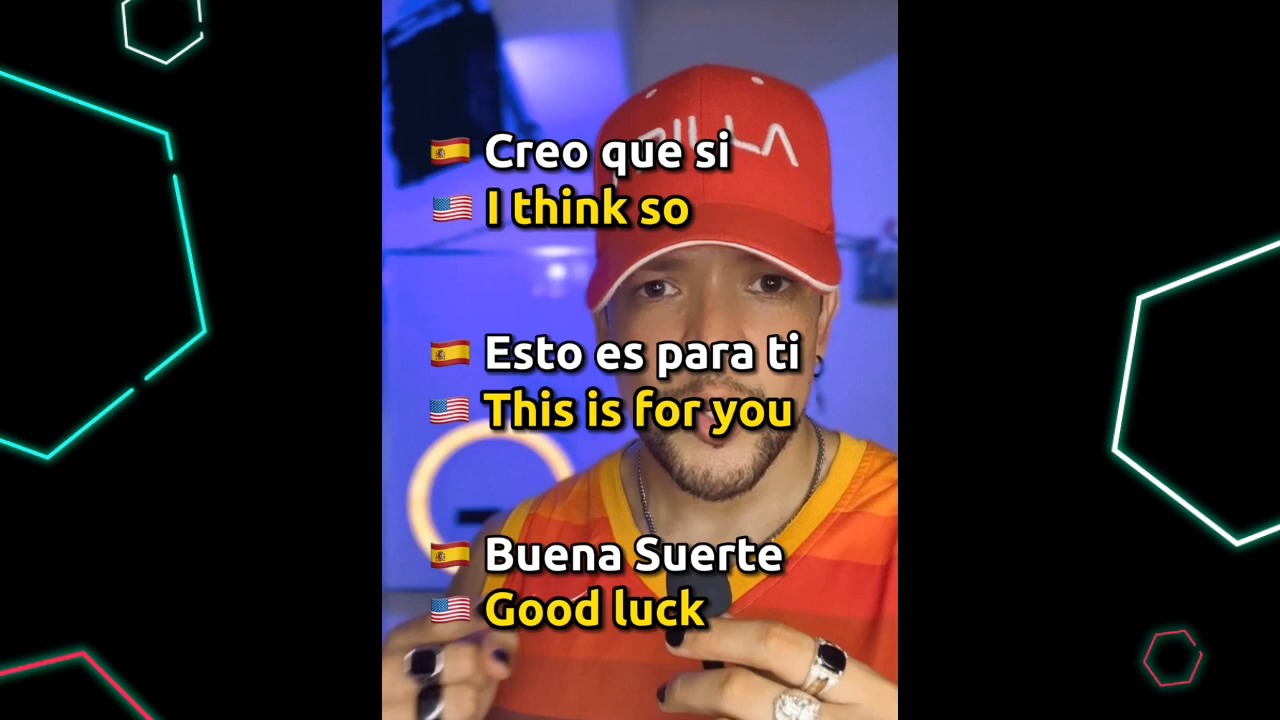 Creo que si
I think so
Esto es para ti
This is for you
Buena Suerte
Good luck